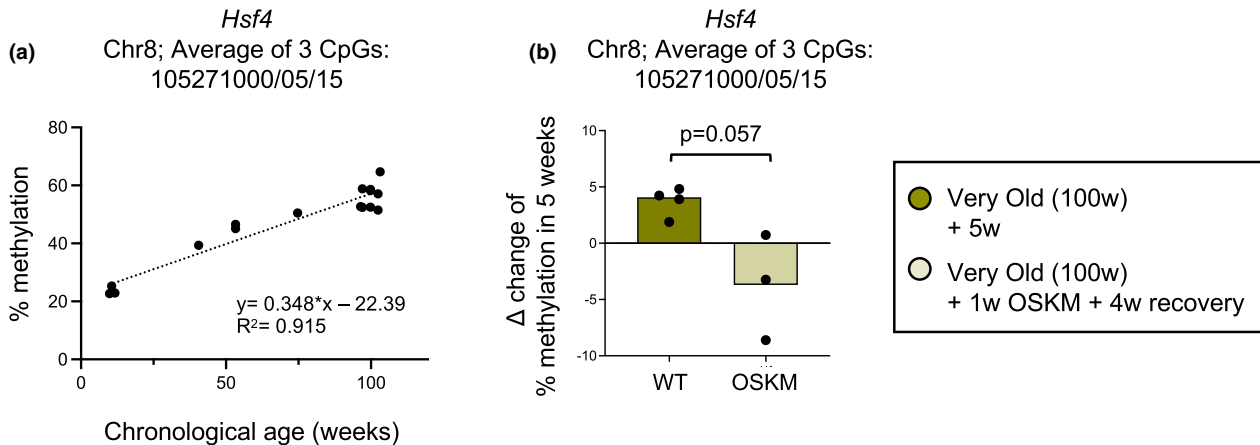 Hsf4
(a)
Chr8; Average of 3 CpGs:
105271000/05/15
80
60
40
20
0
% methylation
y= 0.348*x – 22.39
R²= 0.915
0
50
100
Chronological age (weeks)
Hsf4
(b)
Chr8; Average of 3 CpGs:
105271000/05/15
p=0.057
10
5
0
-5
-10
Δ change of
% methylation in 5 weeks
WT
OSKM
Very Old (100w)
+ 5w
Very Old (100w)
+ 1w OSKM + 4w recovery